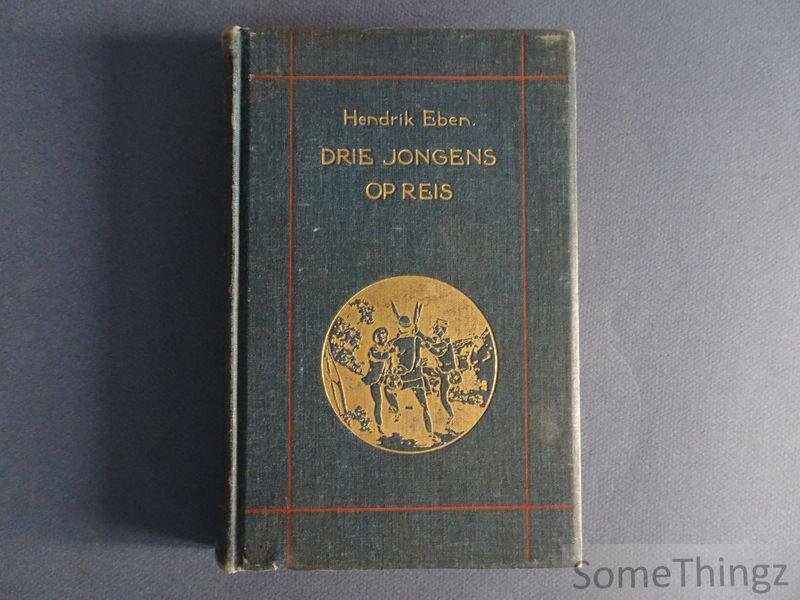 Hendrik Eben.
DRIE JONGENS
OP REIS
SomeThingz